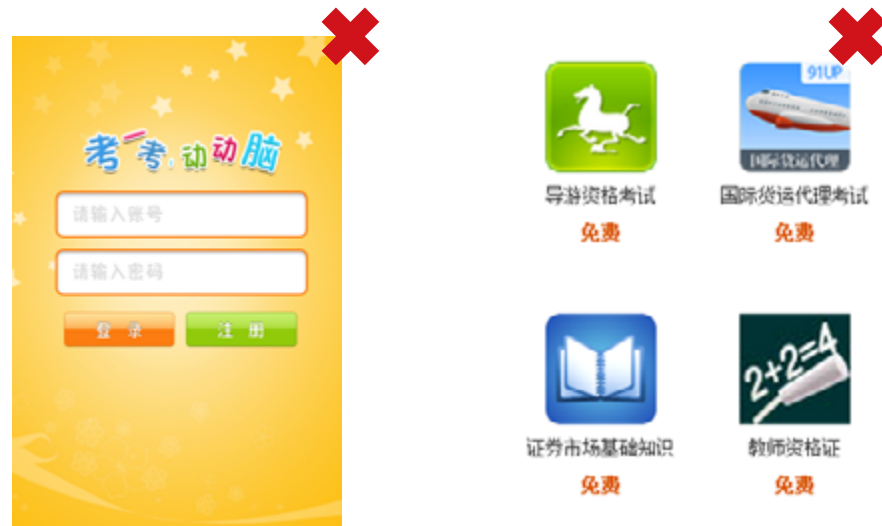 考一考,动动脑
请输入账号
请输入密码
登 录
注 册
91UP
国际货运代理
导游资格考试
国际货运代理考试
免费
免费
2+2=4
证券市场基础知识
教师资格证
免费
免费